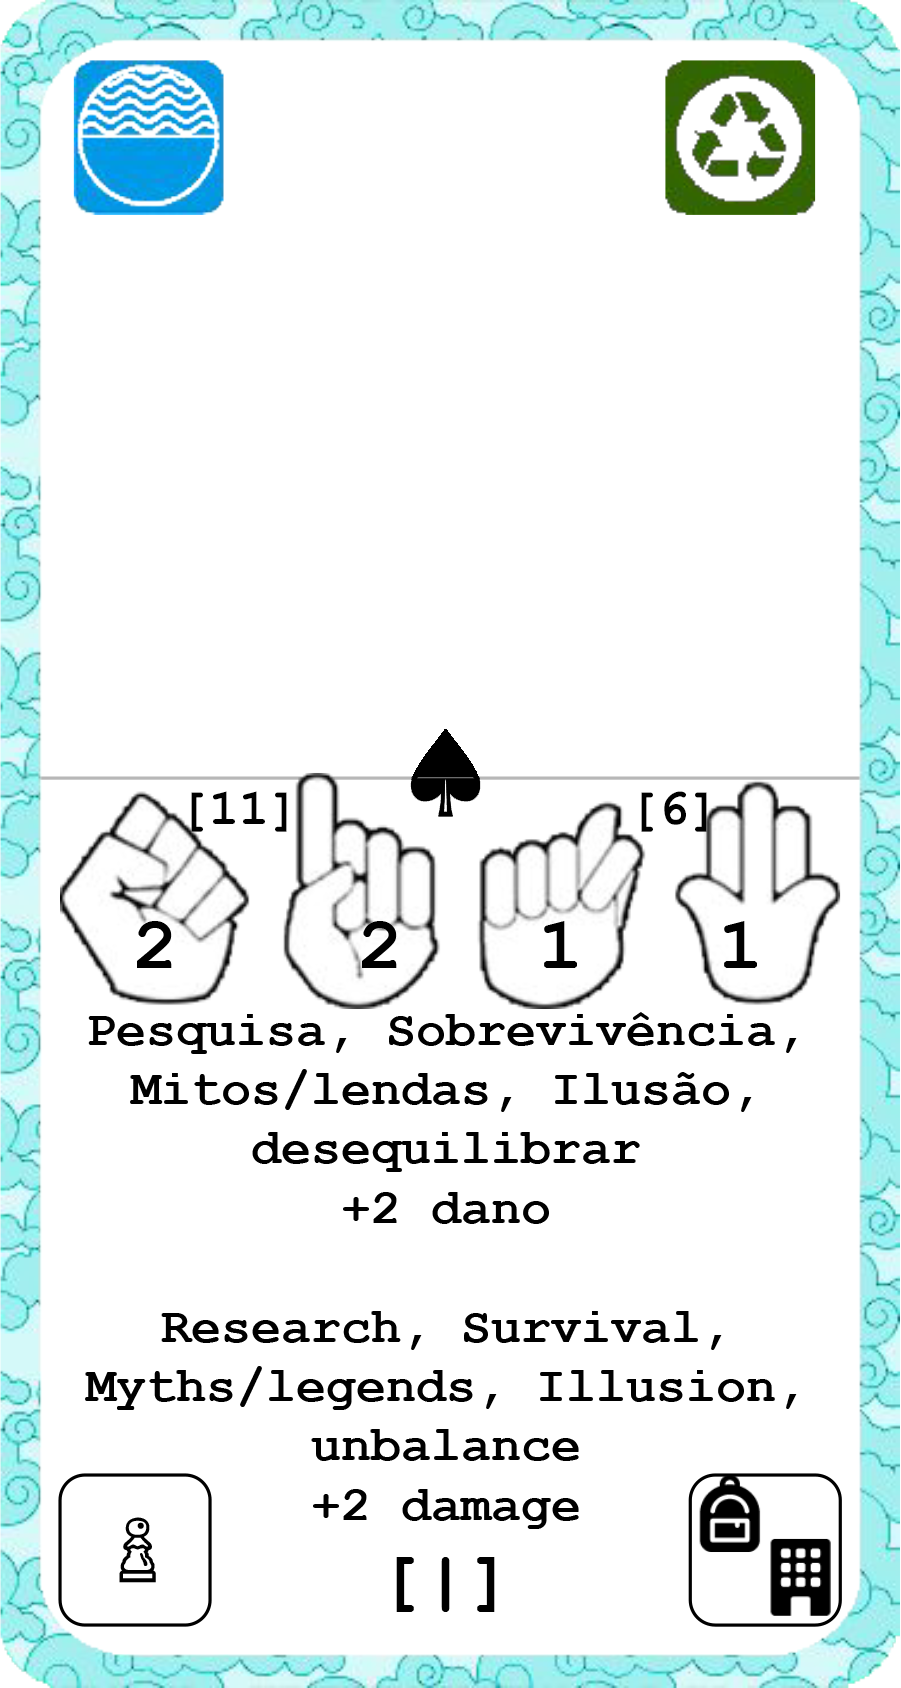 [11] [6]
2 2 1 1
Pesquisa, Sobrevivência,
Mitos/lendas, Ilusão,
desequilibrar
+2 dano
Research, Survival,
Myths/legends, Illusion,
unbalance
+2 damage
[|]